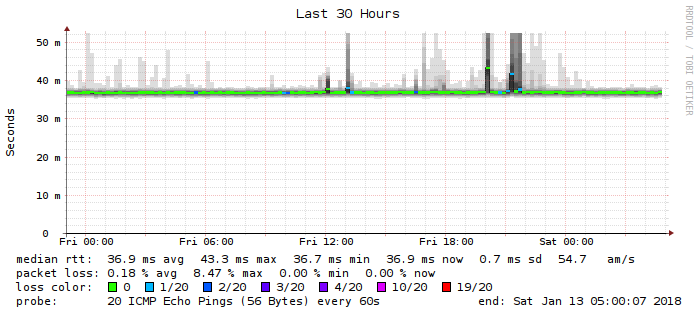 Last 30 Hours
RRDTOOL / TOBI OETIKER
Seconds
50 m
40 m
30 m
20 m
10 m
0
Fri 00:00 Fri 06:00 Fri 12:00 Fri 18:00 Sat 00:00
median rtt: 36.9 ms avg 43.3 ms max 36.7 ms min 36.9 ms now 0.7 ms sd 54.7 am/s
packet loss: 0.18 % avg 8.47 % max 0.00 % min 0.00 % now
loss color: 0 1/20 2/20 3/20 4/20 10/20 19/20
probe: 20 ICMP Echo Pings (56 Bytes) every 60s end: Sat Jan 13 05:00:07 2018